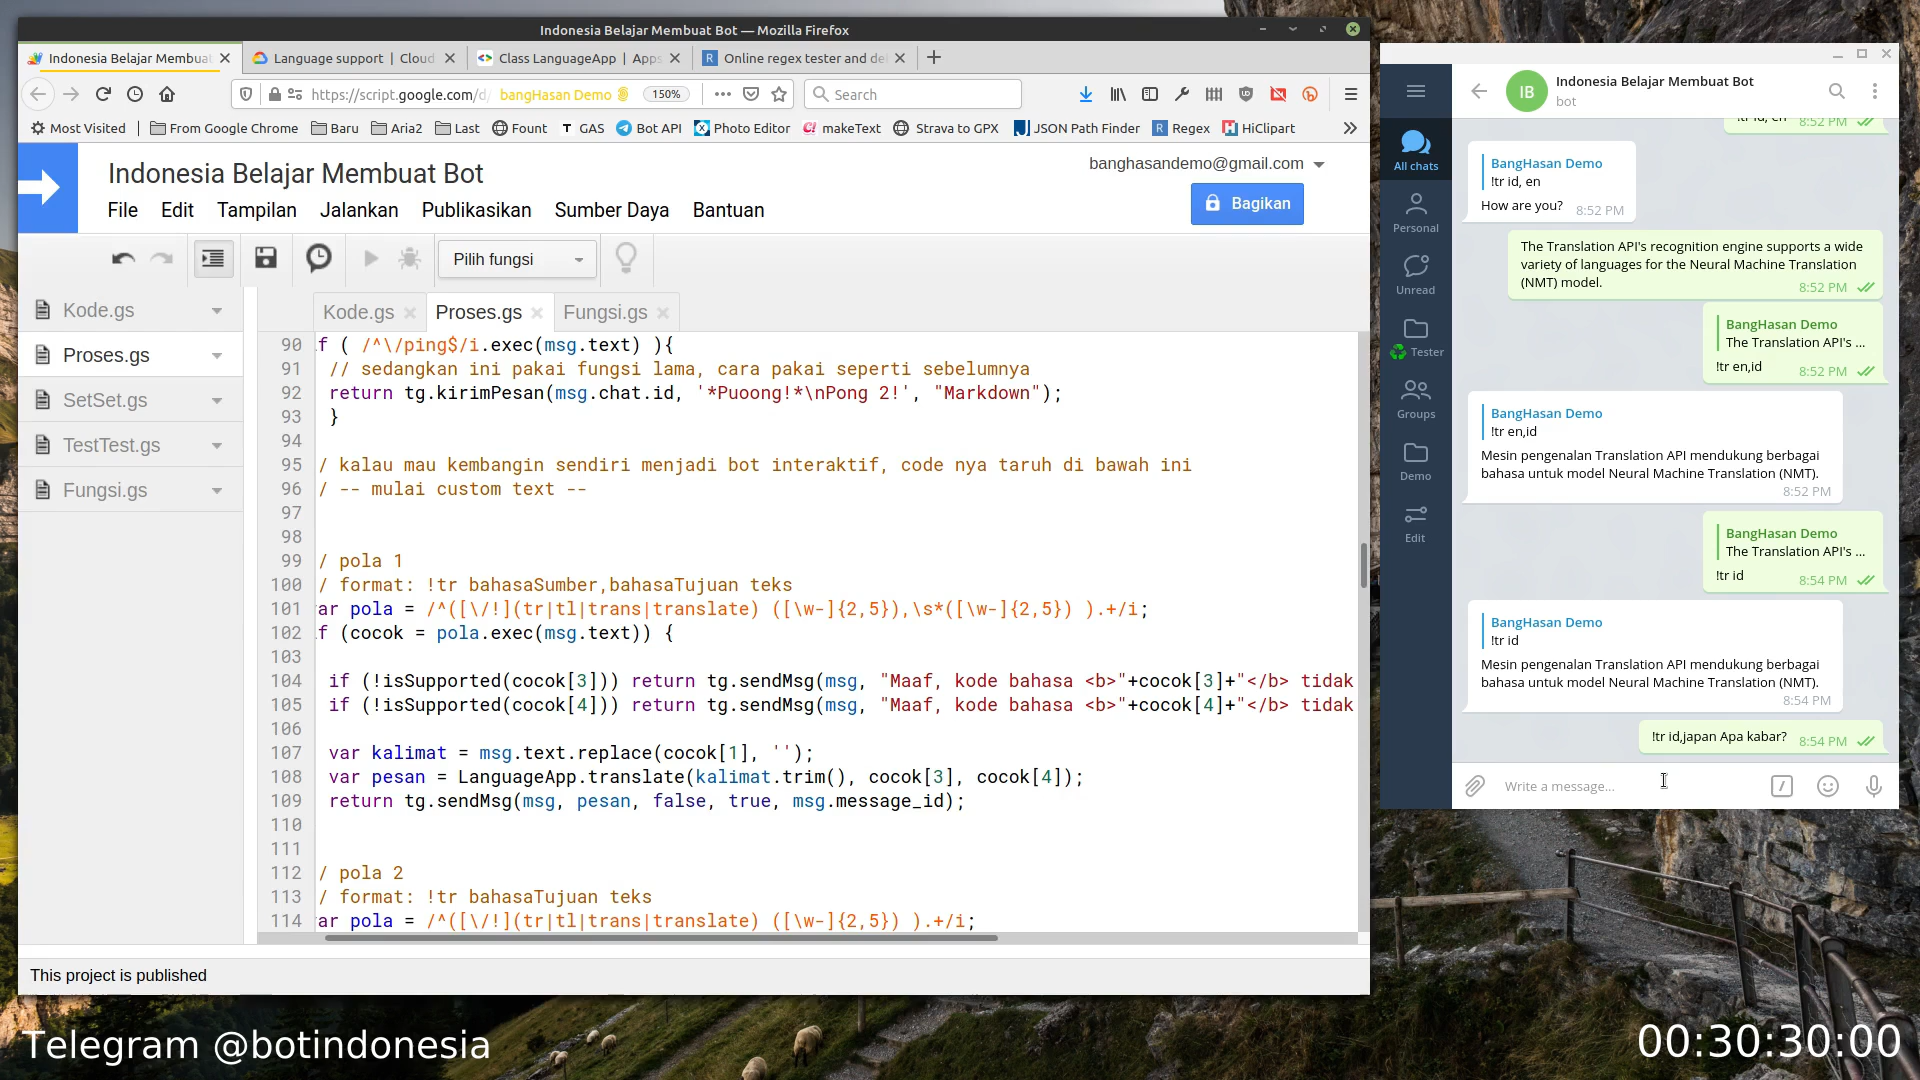 Indonesia Belajar Membuat Bot — Mozilla Firefox
Indonesia Belajar Membuat
Language support | Cloud
Class LanguageApp | Apps
Online regex tester and de
https://script.google.com/d/
bangHasan Demo
150%
Search
Most Visited
From Google Chrome
Baru
Aria2
Last
Fount
GAS
Bot API
Photo Editor
makeText
Strava to GPX
JSON Path Finder
Regex
HiClipart
Indonesia Belajar Membuat Bot
banghasandemo@gmail.com
File Edit Tampilan Jalankan Publikasikan Sumber Daya Bantuan
Bagikan
Pilih fungsi
Kode.gs
Proses.gs
SetSet.gs
TestTest.gs
Fungsi.gs
Kode.gs
Proses.gs
Fungsi.gs
90 if ( /^\/ping$/i.exec(msg.text) ){
91 // sedangkan ini pakai fungsi lama, cara pakai seperti sebelumnya
92 return tg.kirimPesan(msg.chat.id, '*Puoong!*\nPong 2!', "Markdown");
93 }
94
95 / kalau mau kembangin sendiri menjadi bot interaktif, code nya taruh di bawah ini
96 / -- mulai custom text --
97
98
99 / pola 1
100 / format: !tr bahasaSumber,bahasaTujuan teks
101 ar pola = /^([\/!](tr|tl|trans|translate) ([\w-]{2,5}),\s*([\w-]{2,5}) ).+/i;
102 if (cocok = pola.exec(msg.text)) {
103
104 if (!isSupported(cocok[3])) return tg.sendMsg(msg, "Maaf, kode bahasa <b>"+cocok[3]+"</b> tidak
105 if (!isSupported(cocok[4])) return tg.sendMsg(msg, "Maaf, kode bahasa <b>"+cocok[4]+"</b> tidak
106
107 var kalimat = msg.text.replace(cocok[1], '');
108 var pesan = LanguageApp.translate(kalimat.trim(), cocok[3], cocok[4]);
109 return tg.sendMsg(msg, pesan, false, true, msg.message_id);
110
111
112 / pola 2
113 / format: !tr bahasaTujuan teks
114 ar pola = /^([\/!](tr|tl|trans|translate) ([\w-]{2,5}) ).+/i;
This project is published
All chats
Personal
Unread
Tester
Groups
Demo
Edit
IB
Indonesia Belajar Membuat Bot
bot
!tr id, en 8:52 PM
BangHasan Demo
!tr id, en
How are you? 8:52 PM
The Translation API's recognition engine supports a wide
variety of languages for the Neural Machine Translation
(NMT) model. 8:52 PM
BangHasan Demo
The Translation API's ...
!tr en,id 8:52 PM
BangHasan Demo
!tr en,id
Mesin pengenalan Translation API mendukung berbagai
bahasa untuk model Neural Machine Translation (NMT).
8:52 PM
BangHasan Demo
The Translation API's ...
!tr id 8:54 PM
BangHasan Demo
!tr id
Mesin pengenalan Translation API mendukung berbagai
bahasa untuk model Neural Machine Translation (NMT).
8:54 PM
!tr id,japan Apa kabar? 8:54 PM
Write a message...
Telegram @botindonesia
00:30:30:00